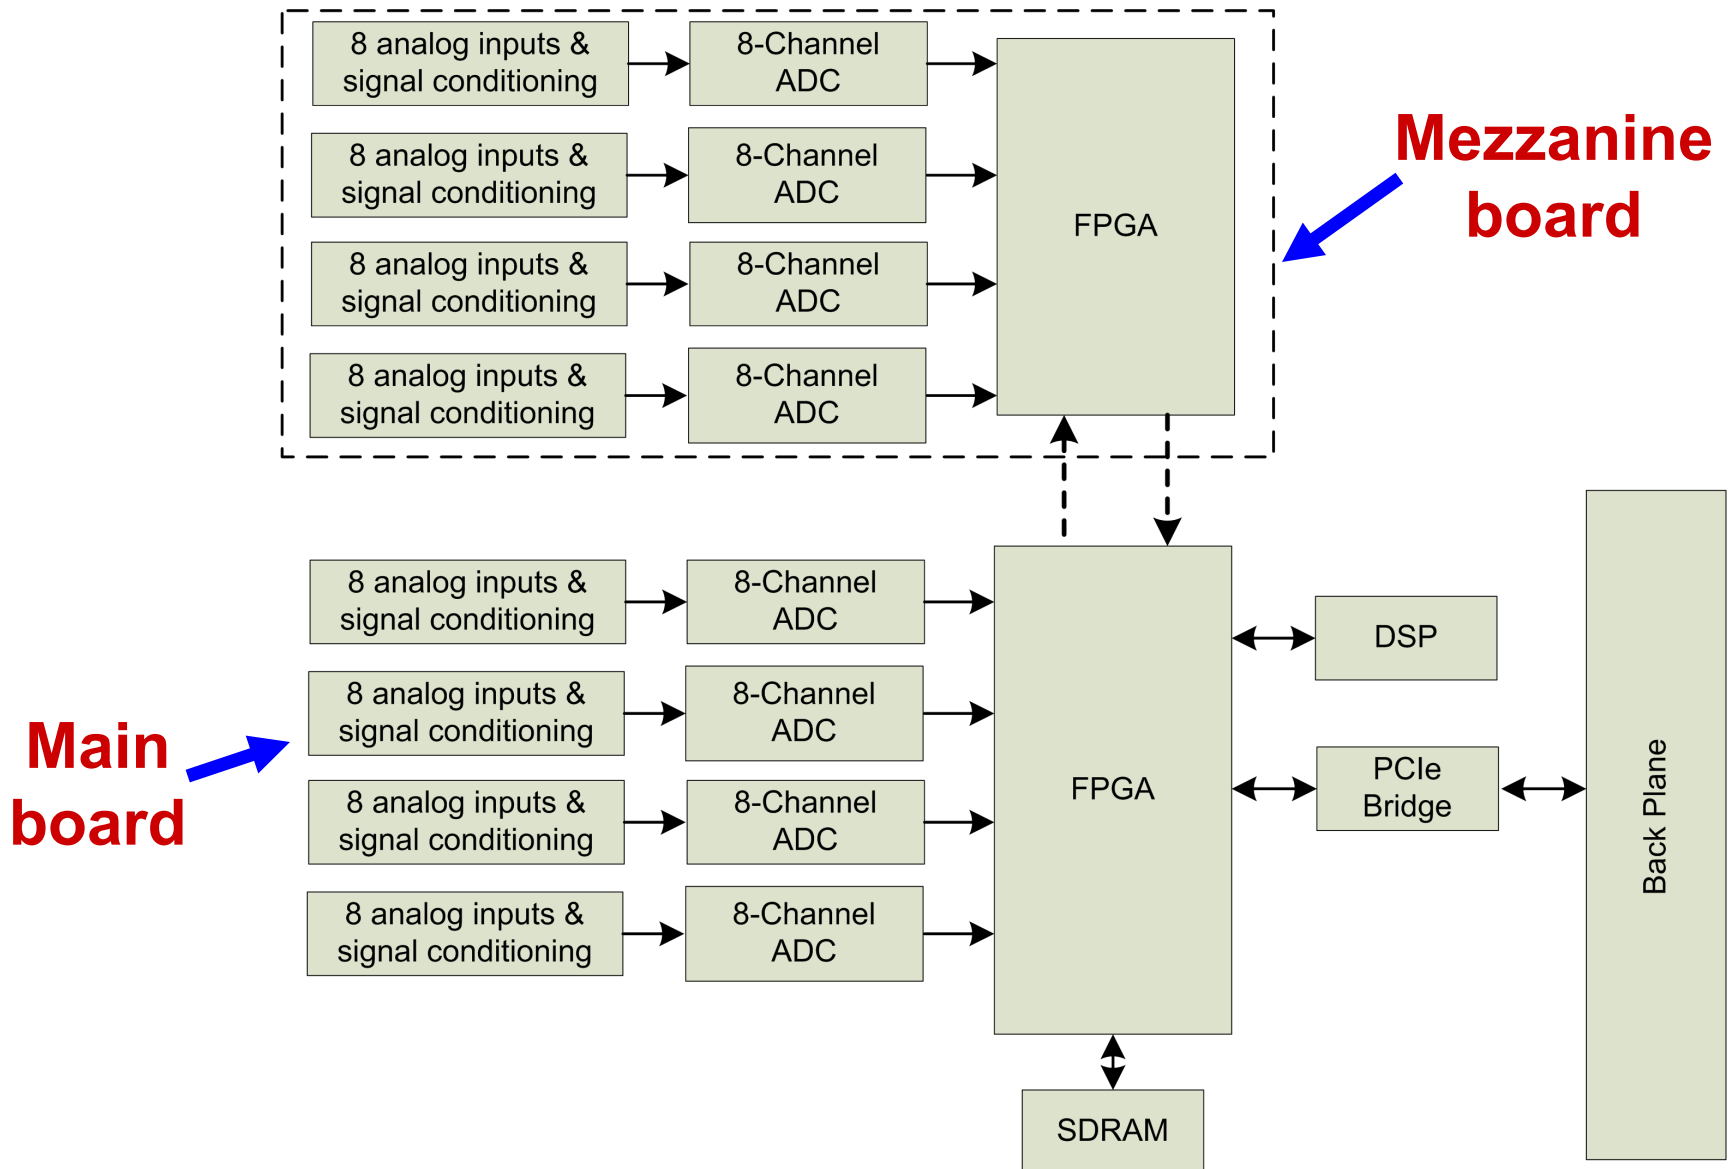 8 analog inputs &
signal conditioning
8-Channel
ADC
8 analog inputs &
signal conditioning
8-Channel
ADC
8 analog inputs &
signal conditioning
8-Channel
ADC
8 analog inputs &
signal conditioning
8-Channel
ADC
FPGA
Mezzanine
board
Main
board
8 analog inputs &
signal conditioning
8-Channel
ADC
8 analog inputs &
signal conditioning
8-Channel
ADC
8 analog inputs &
signal conditioning
8-Channel
ADC
8 analog inputs &
signal conditioning
8-Channel
ADC
FPGA
DSP
PCIe
Bridge
Back Plane
SDRAM